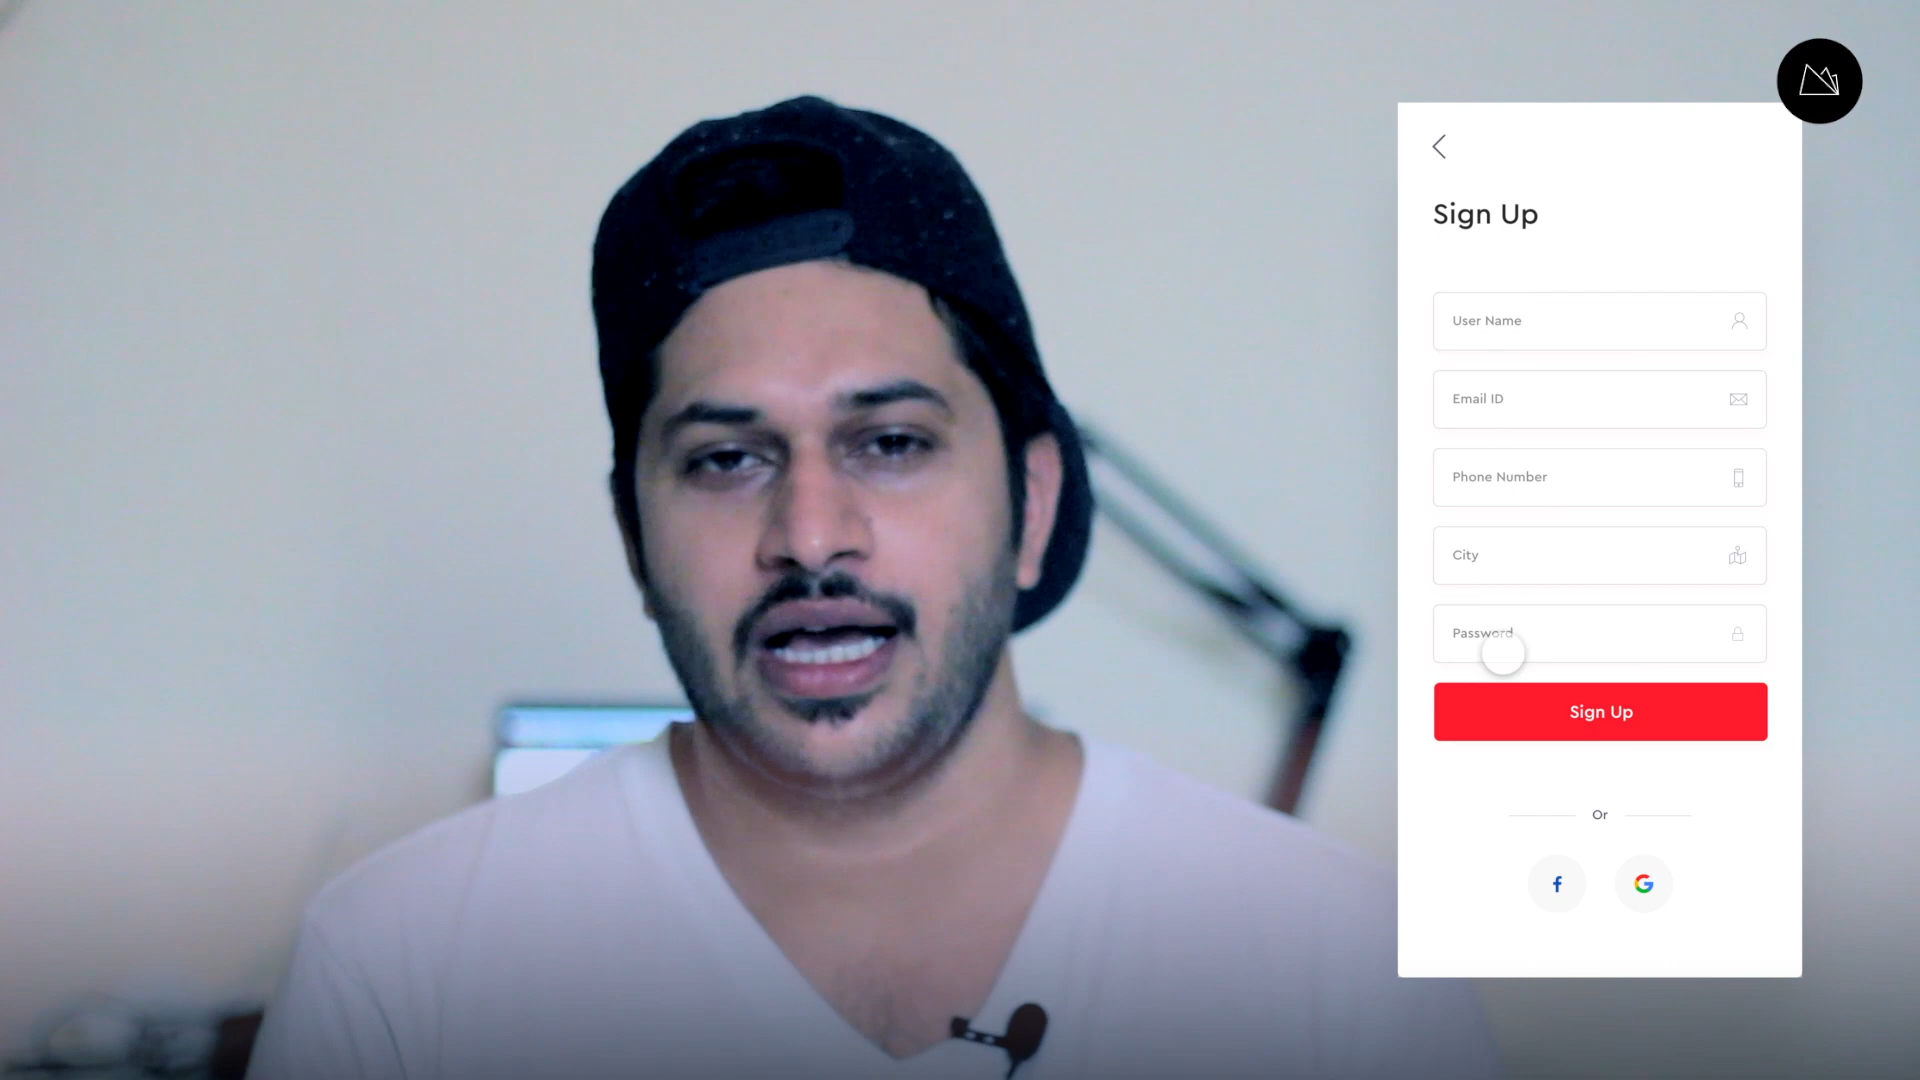 Sign Up
User Name
Email ID
Phone Number
City
Password
Sign Up
Or